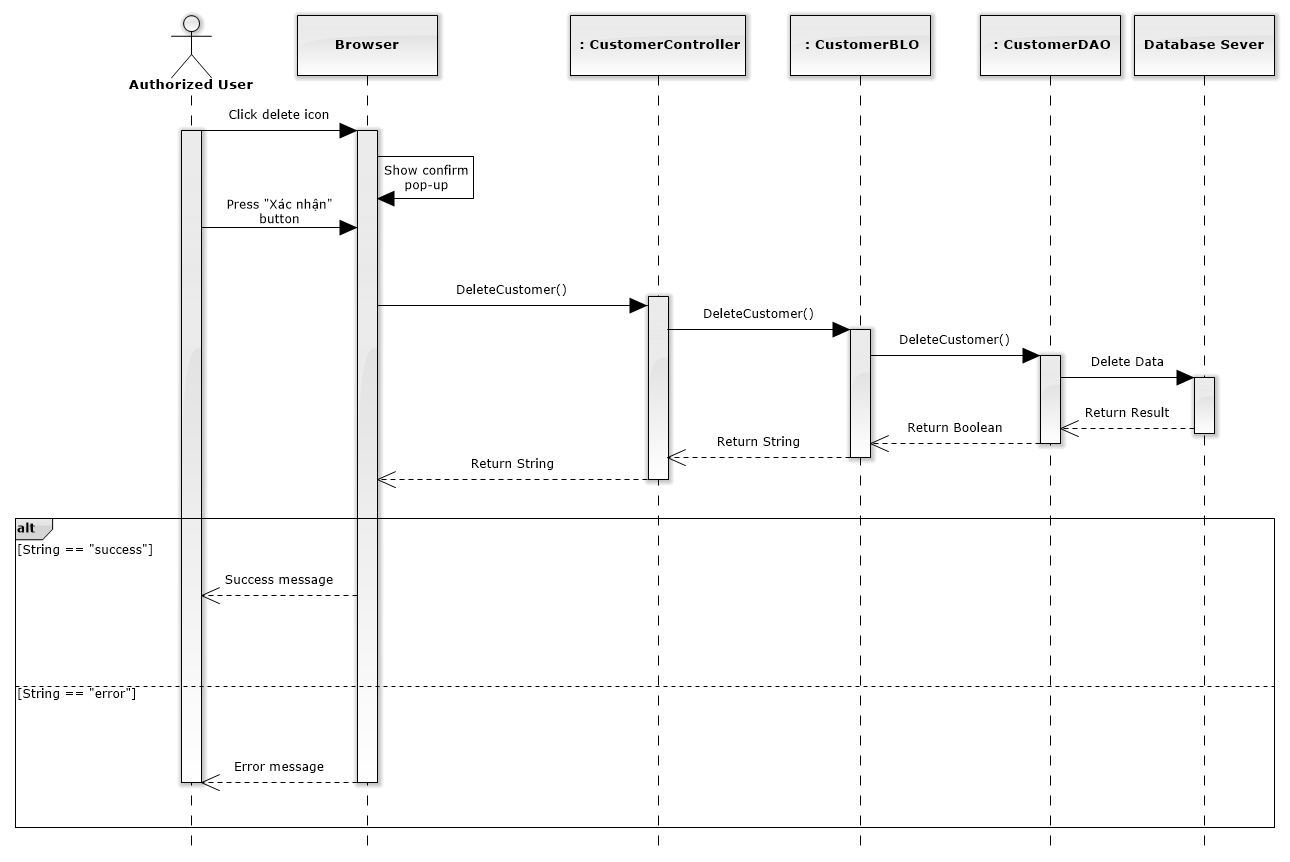 Authorized User
Browser
: CustomerController
: CustomerBLO
: CustomerDAO
Database Sever
Click delete icon
Show confirm
pop-up
Press "Xác nhận"
button
DeleteCustomer()
DeleteCustomer()
DeleteCustomer()
Delete Data
Return Result
Return Boolean
Return String
Return String
alt
[String == "success"]
Success message
[String == "error"]
Error message